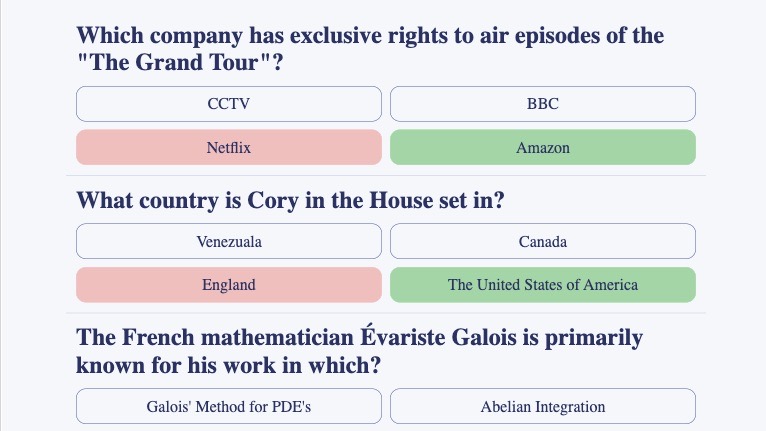 Which company has exclusive rights to air episodes of the
"The Grand Tour"?
CCTV
BBC
Netflix
Amazon
What country is Cory in the House set in?
Venezuala
Canada
England
The United States of America
The French mathematician Évariste Galois is primarily
known for his work in which?
Galois' Method for PDE's
Abelian Integration